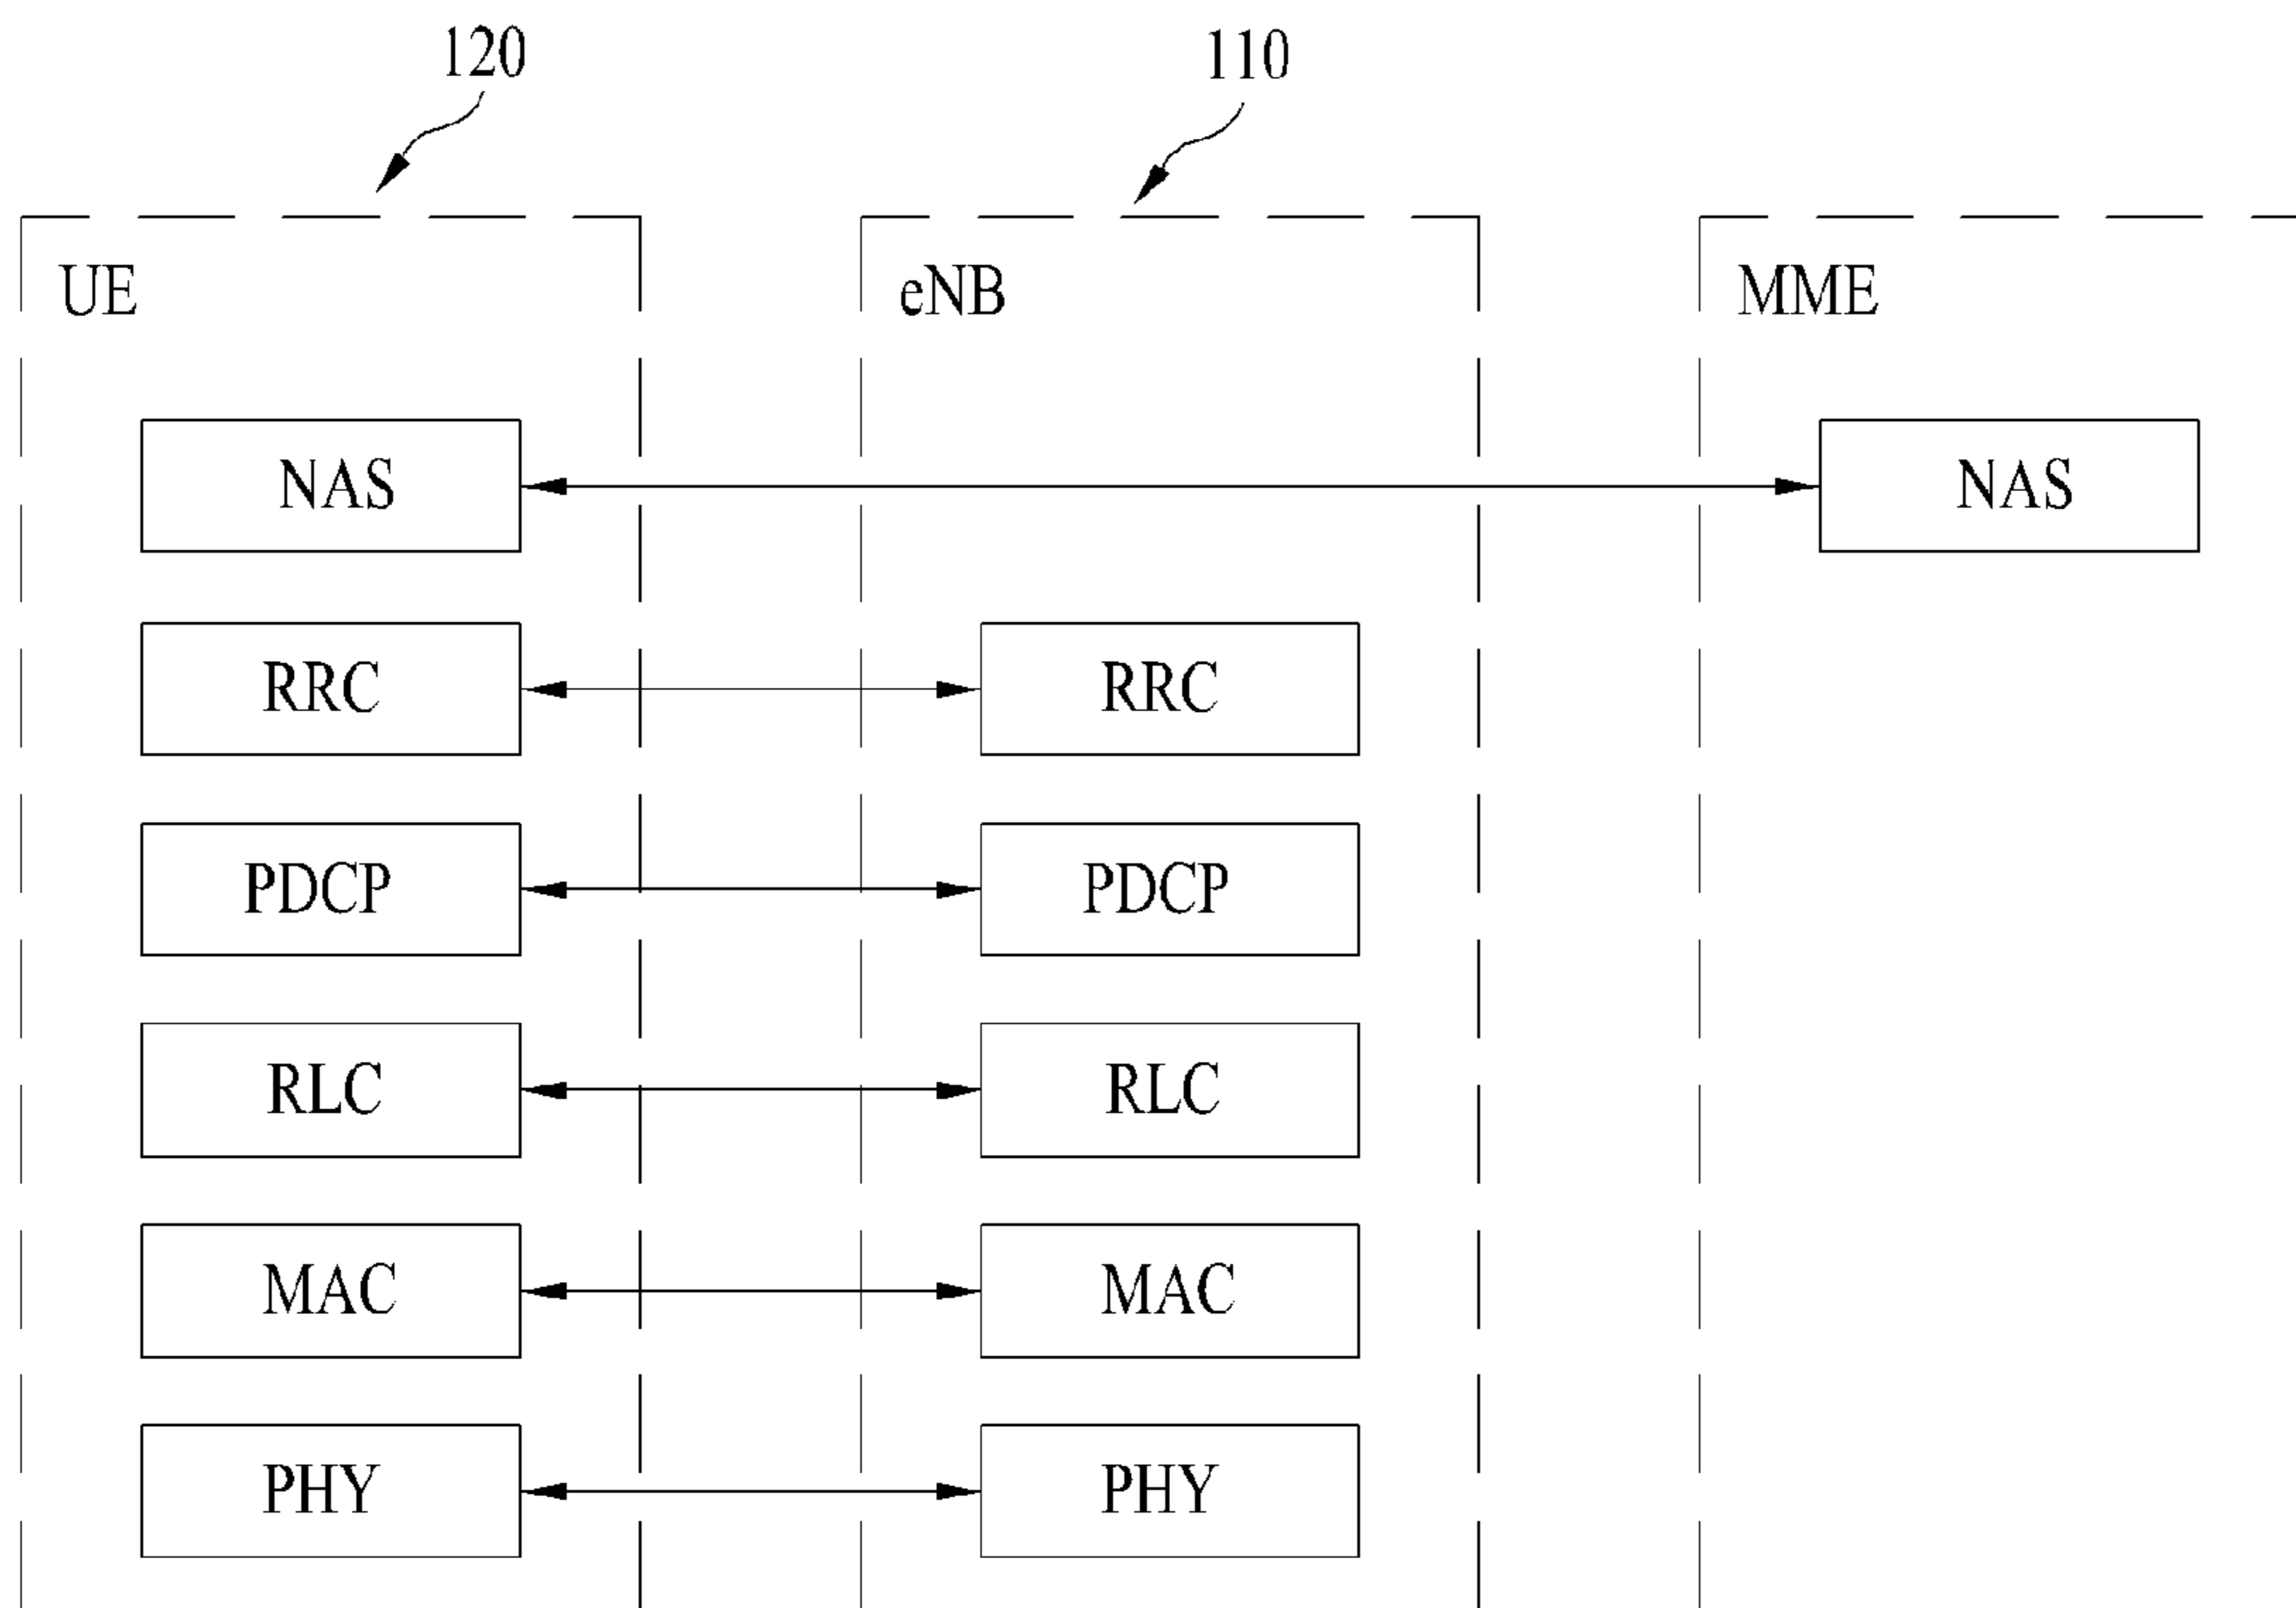 120
110
UE
eNB
MME
NAS
NAS
RRC
RRC
PDCP
PDCP
RLC
RLC
MAC
MAC
PHY
PHY